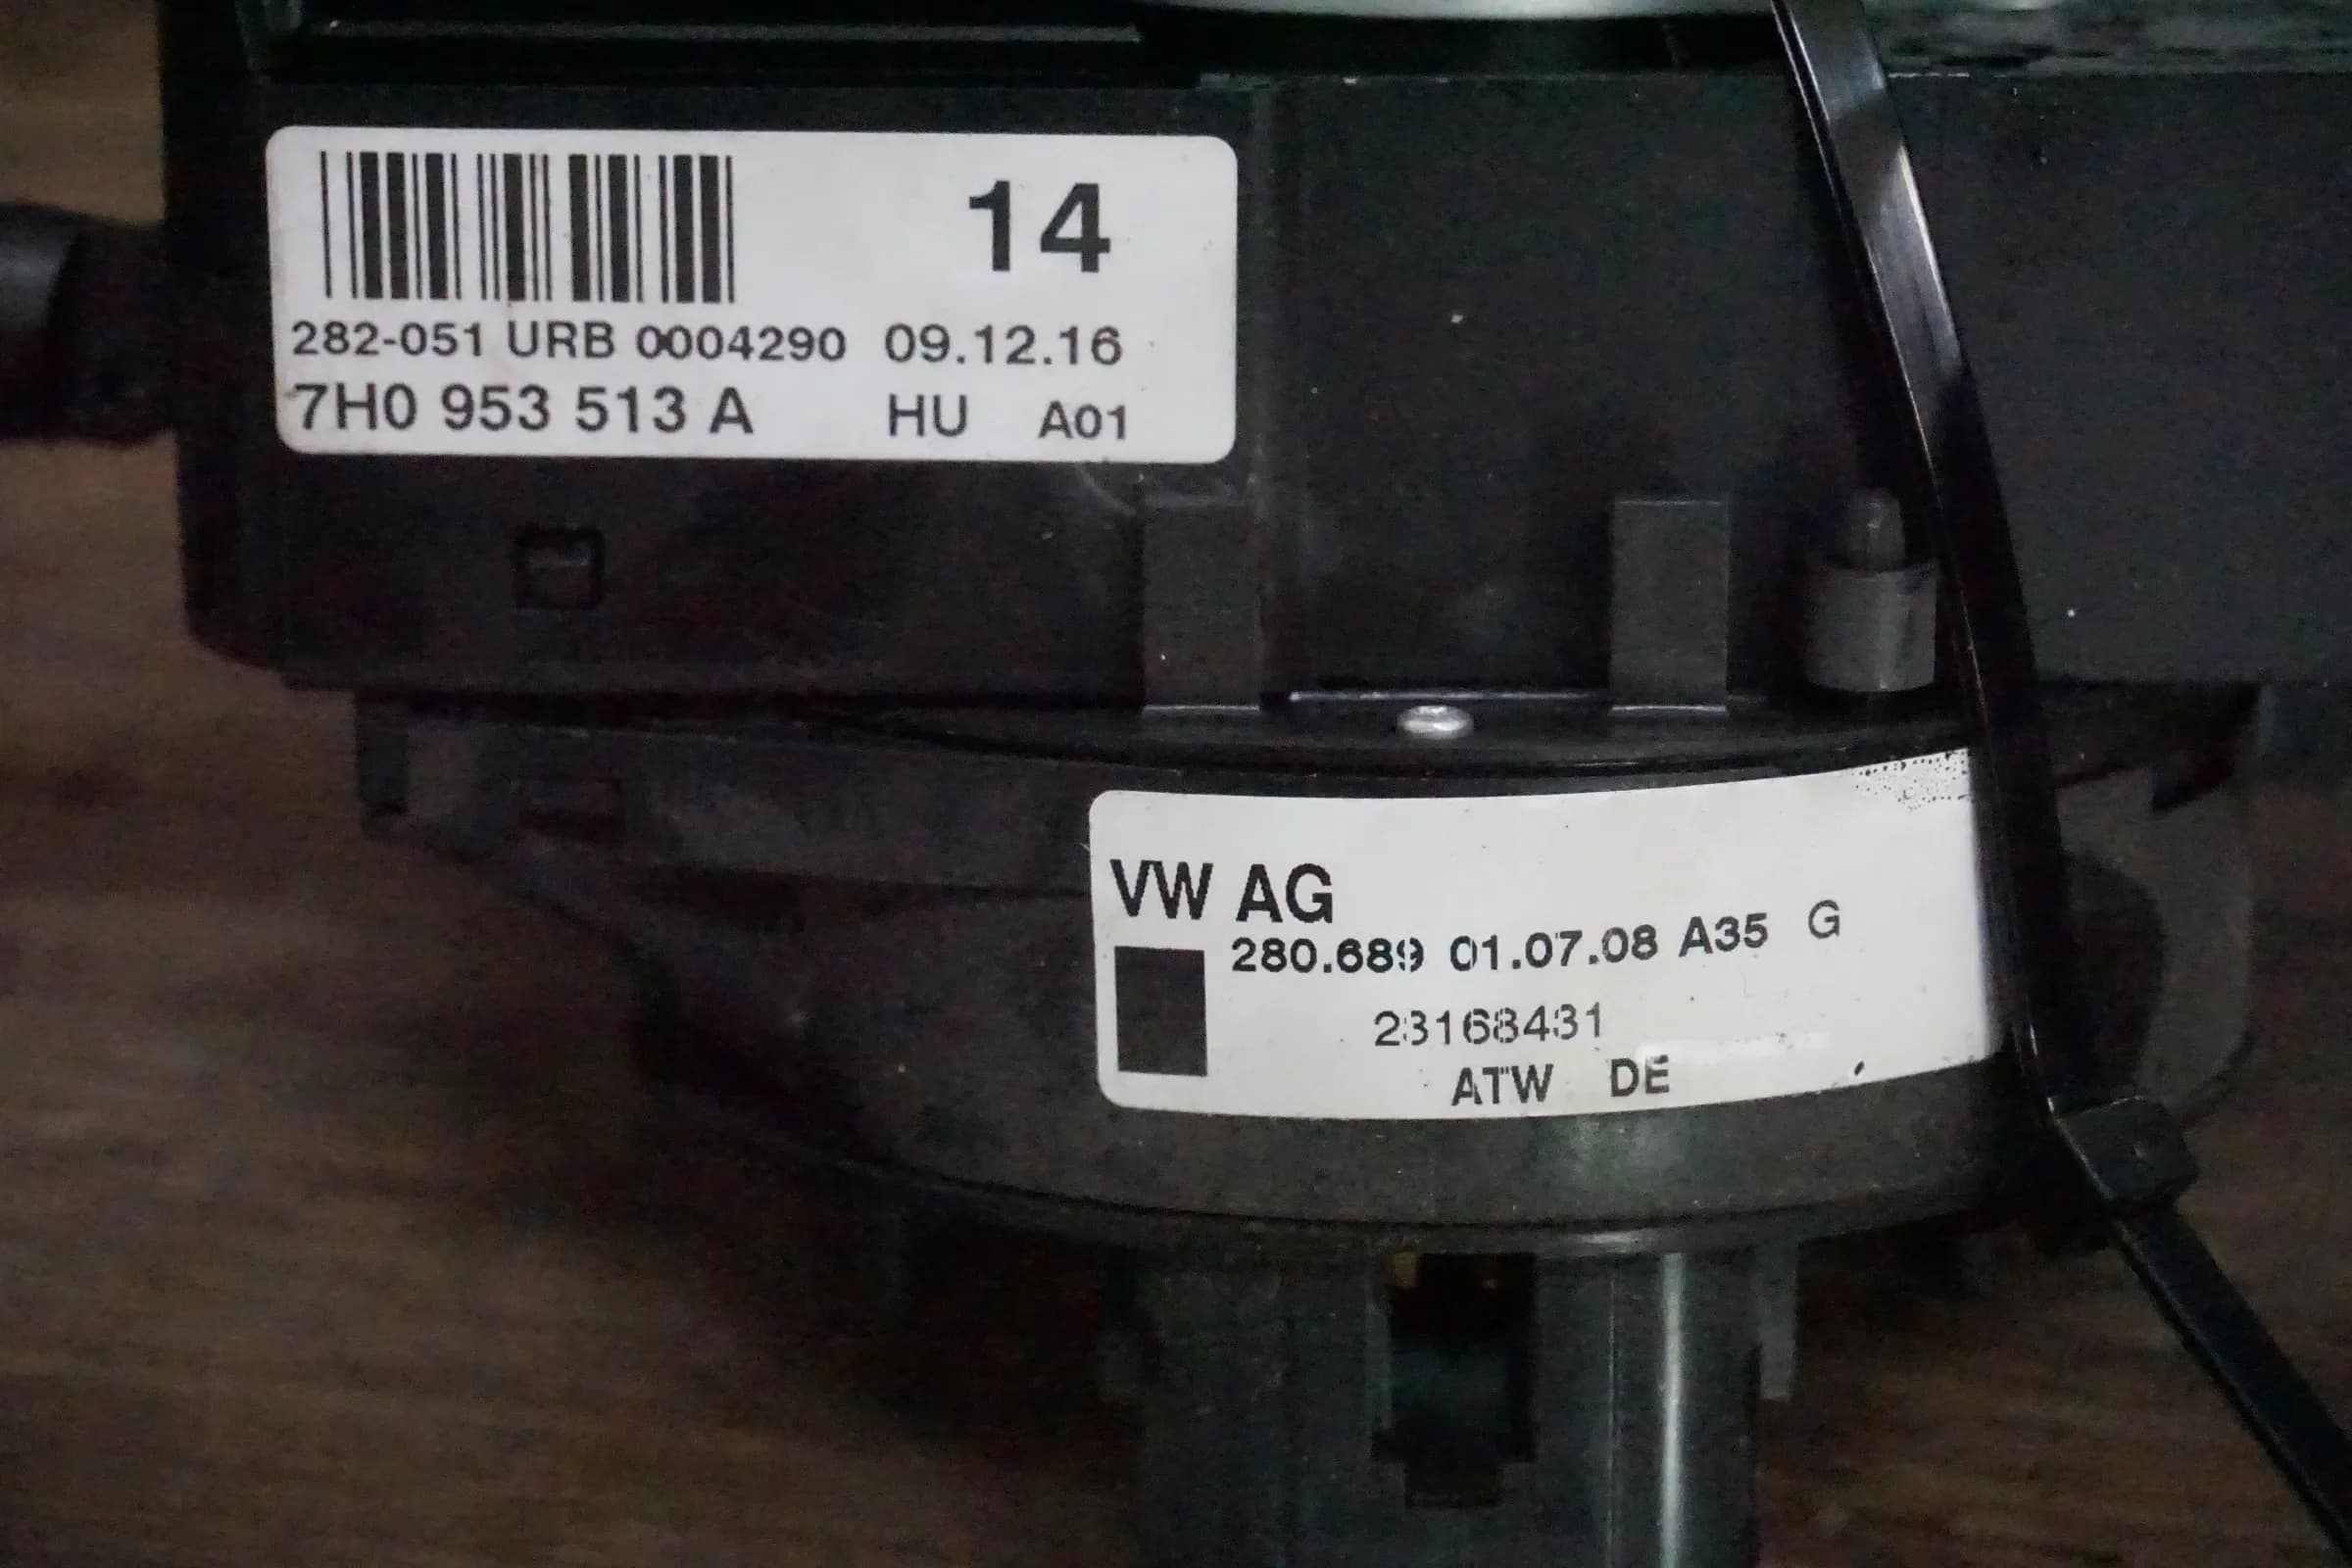 14
282-051 URB 0004290 09.12.16
7H0 953 513 A HU A01
VW AG
280.689 01.07.08 A35 G
23168431
ATW DE